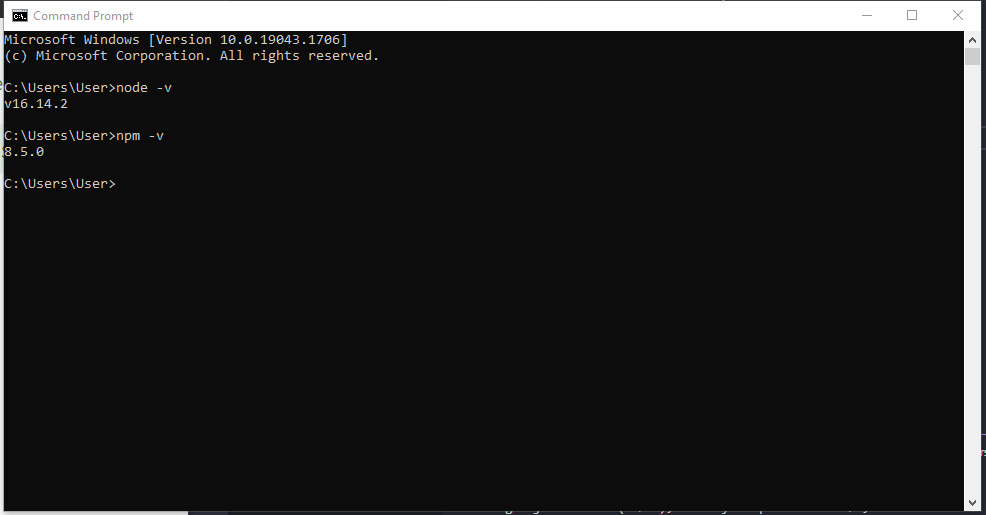 Command Prompt
Microsoft Windows [Version 10.0.19043.1706]
(c) Microsoft Corporation. All rights reserved.
C:\Users\User>node -v
v16.14.2
C:\Users\User>npm -v
8.5.0
C:\Users\User>